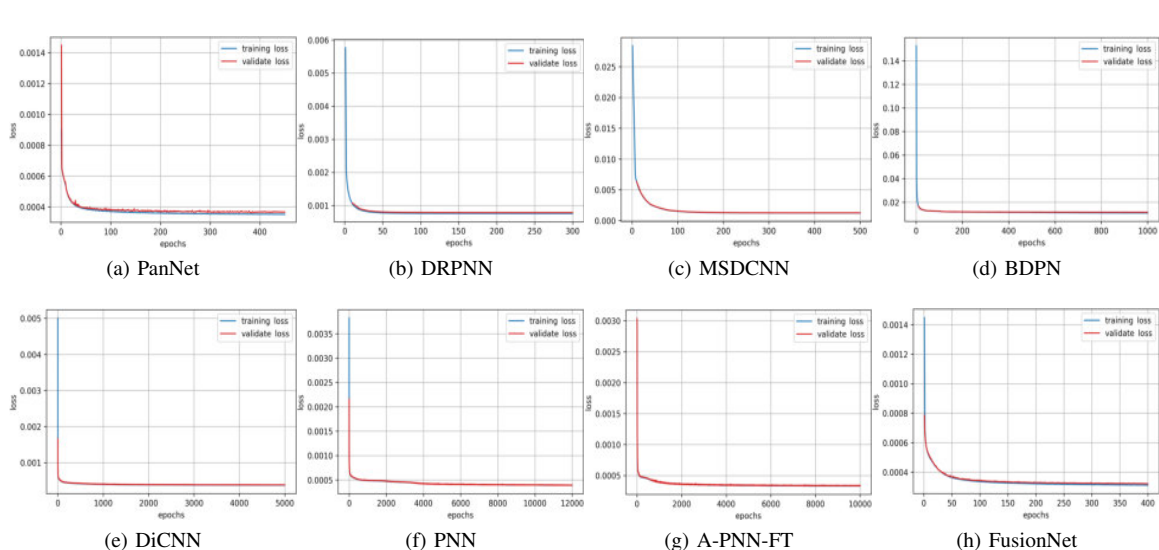 0.0014
0.0012
0.0010
0.0008
0.0006
0.0004
loss
0 100 200 300 400
epochs
training loss
validate loss
(a) PanNet
0.006
0.005
0.004
0.003
0.002
0.001
loss
0 50 100 150 200 250 300
epochs
training loss
validate loss
(b) DRPNN
0.025
0.020
0.015
0.010
0.005
0.000
loss
0 100 200 300 400 500
epochs
training loss
validate loss
(c) MSDCNN
0.14
0.12
0.10
0.08
0.06
0.04
0.02
loss
0 200 400 600 800 1000
epochs
training loss
validate loss
(d) BDPN
0.005
0.004
0.003
0.002
0.001
loss
0 1000 2000 3000 4000 5000
epochs
training loss
validate loss
(e) DiCNN
0.0035
0.0030
0.0025
0.0020
0.0015
0.0010
0.0005
loss
0 2000 4000 6000 8000 10000 12000
epochs
training loss
validate loss
(f) PNN
0.0030
0.0025
0.0020
0.0015
0.0010
0.0005
loss
0 2000 4000 6000 8000 10000
epochs
training loss
validate loss
(g) A-PNN-FT
0.0014
0.0012
0.0010
0.0008
0.0006
0.0004
loss
0 50 100 150 200 250 300 350 400
epochs
training loss
validate loss
(h) FusionNet